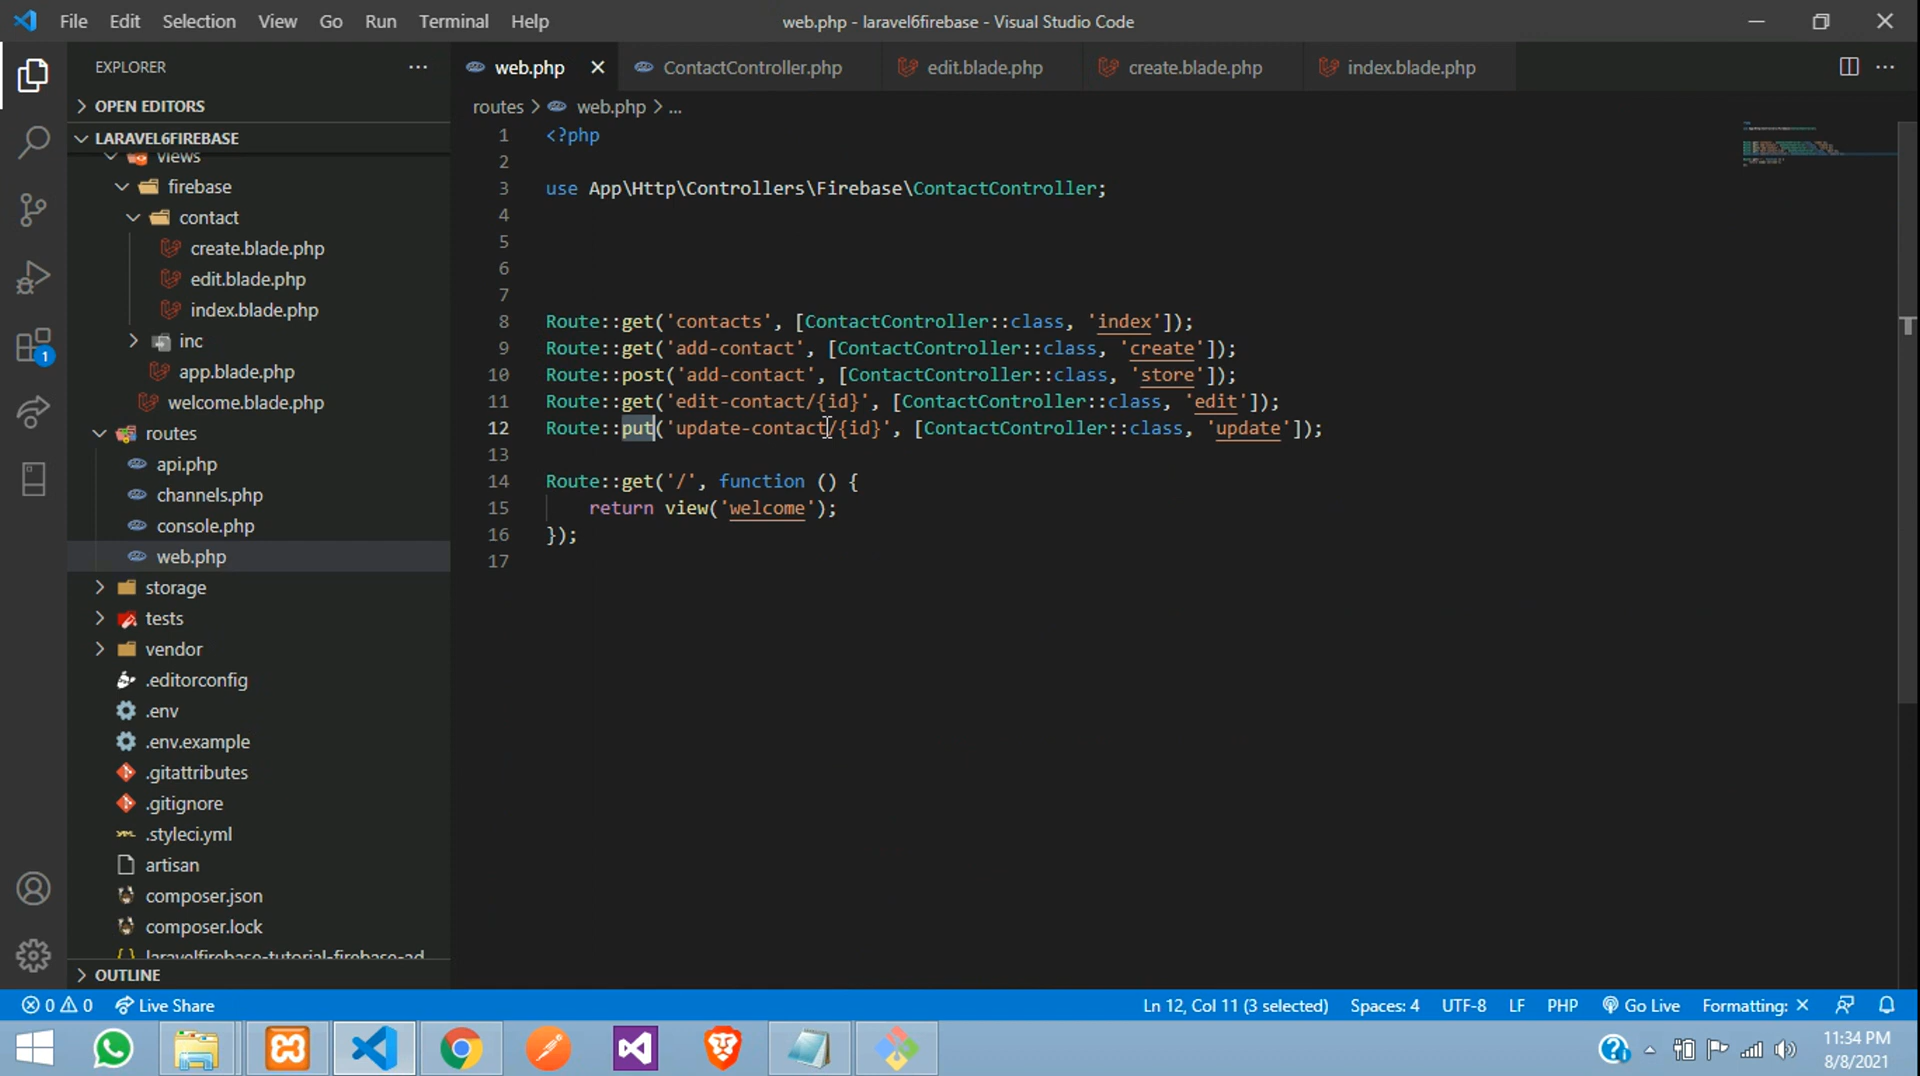 File Edit Selection View Go Run Terminal Help
web.php - laravel6firebase - Visual Studio Code
EXPLORER
OPEN EDITORS
LARAVEL6FIREBASE
views
firebase
contact
create.blade.php
edit.blade.php
index.blade.php
inc
app.blade.php
welcome.blade.php
routes
api.php
channels.php
console.php
web.php
storage
tests
vendor
.editorconfig
.env
.env.example
.gitattributes
.gitignore
.styleci.yml
artisan
composer.json
composer.lock
laravelfirebase-tutorial-firebase-ad
OUTLINE
web.php ContactController.php edit.blade.php create.blade.php index.blade.php
routes > web.php > ...
1 <?php
2
3 use App\Http\Controllers\Firebase\ContactController;
4
5
6
7
8 Route::get('contacts', [ContactController::class, 'index']);
9 Route::get('add-contact', [ContactController::class, 'create']);
10 Route::post('add-contact', [ContactController::class, 'store']);
11 Route::get('edit-contact/{id}', [ContactController::class, 'edit']);
12 Route::put('update-contact/{id}', [ContactController::class, 'update']);
13
14 Route::get('/', function () {
15 return view('welcome');
16 });
17
1
0 0 Live Share
Ln 12, Col 11 (3 selected) Spaces: 4 UTF-8 LF PHP Go Live Formatting: ×
11:34 PM
8/8/2021